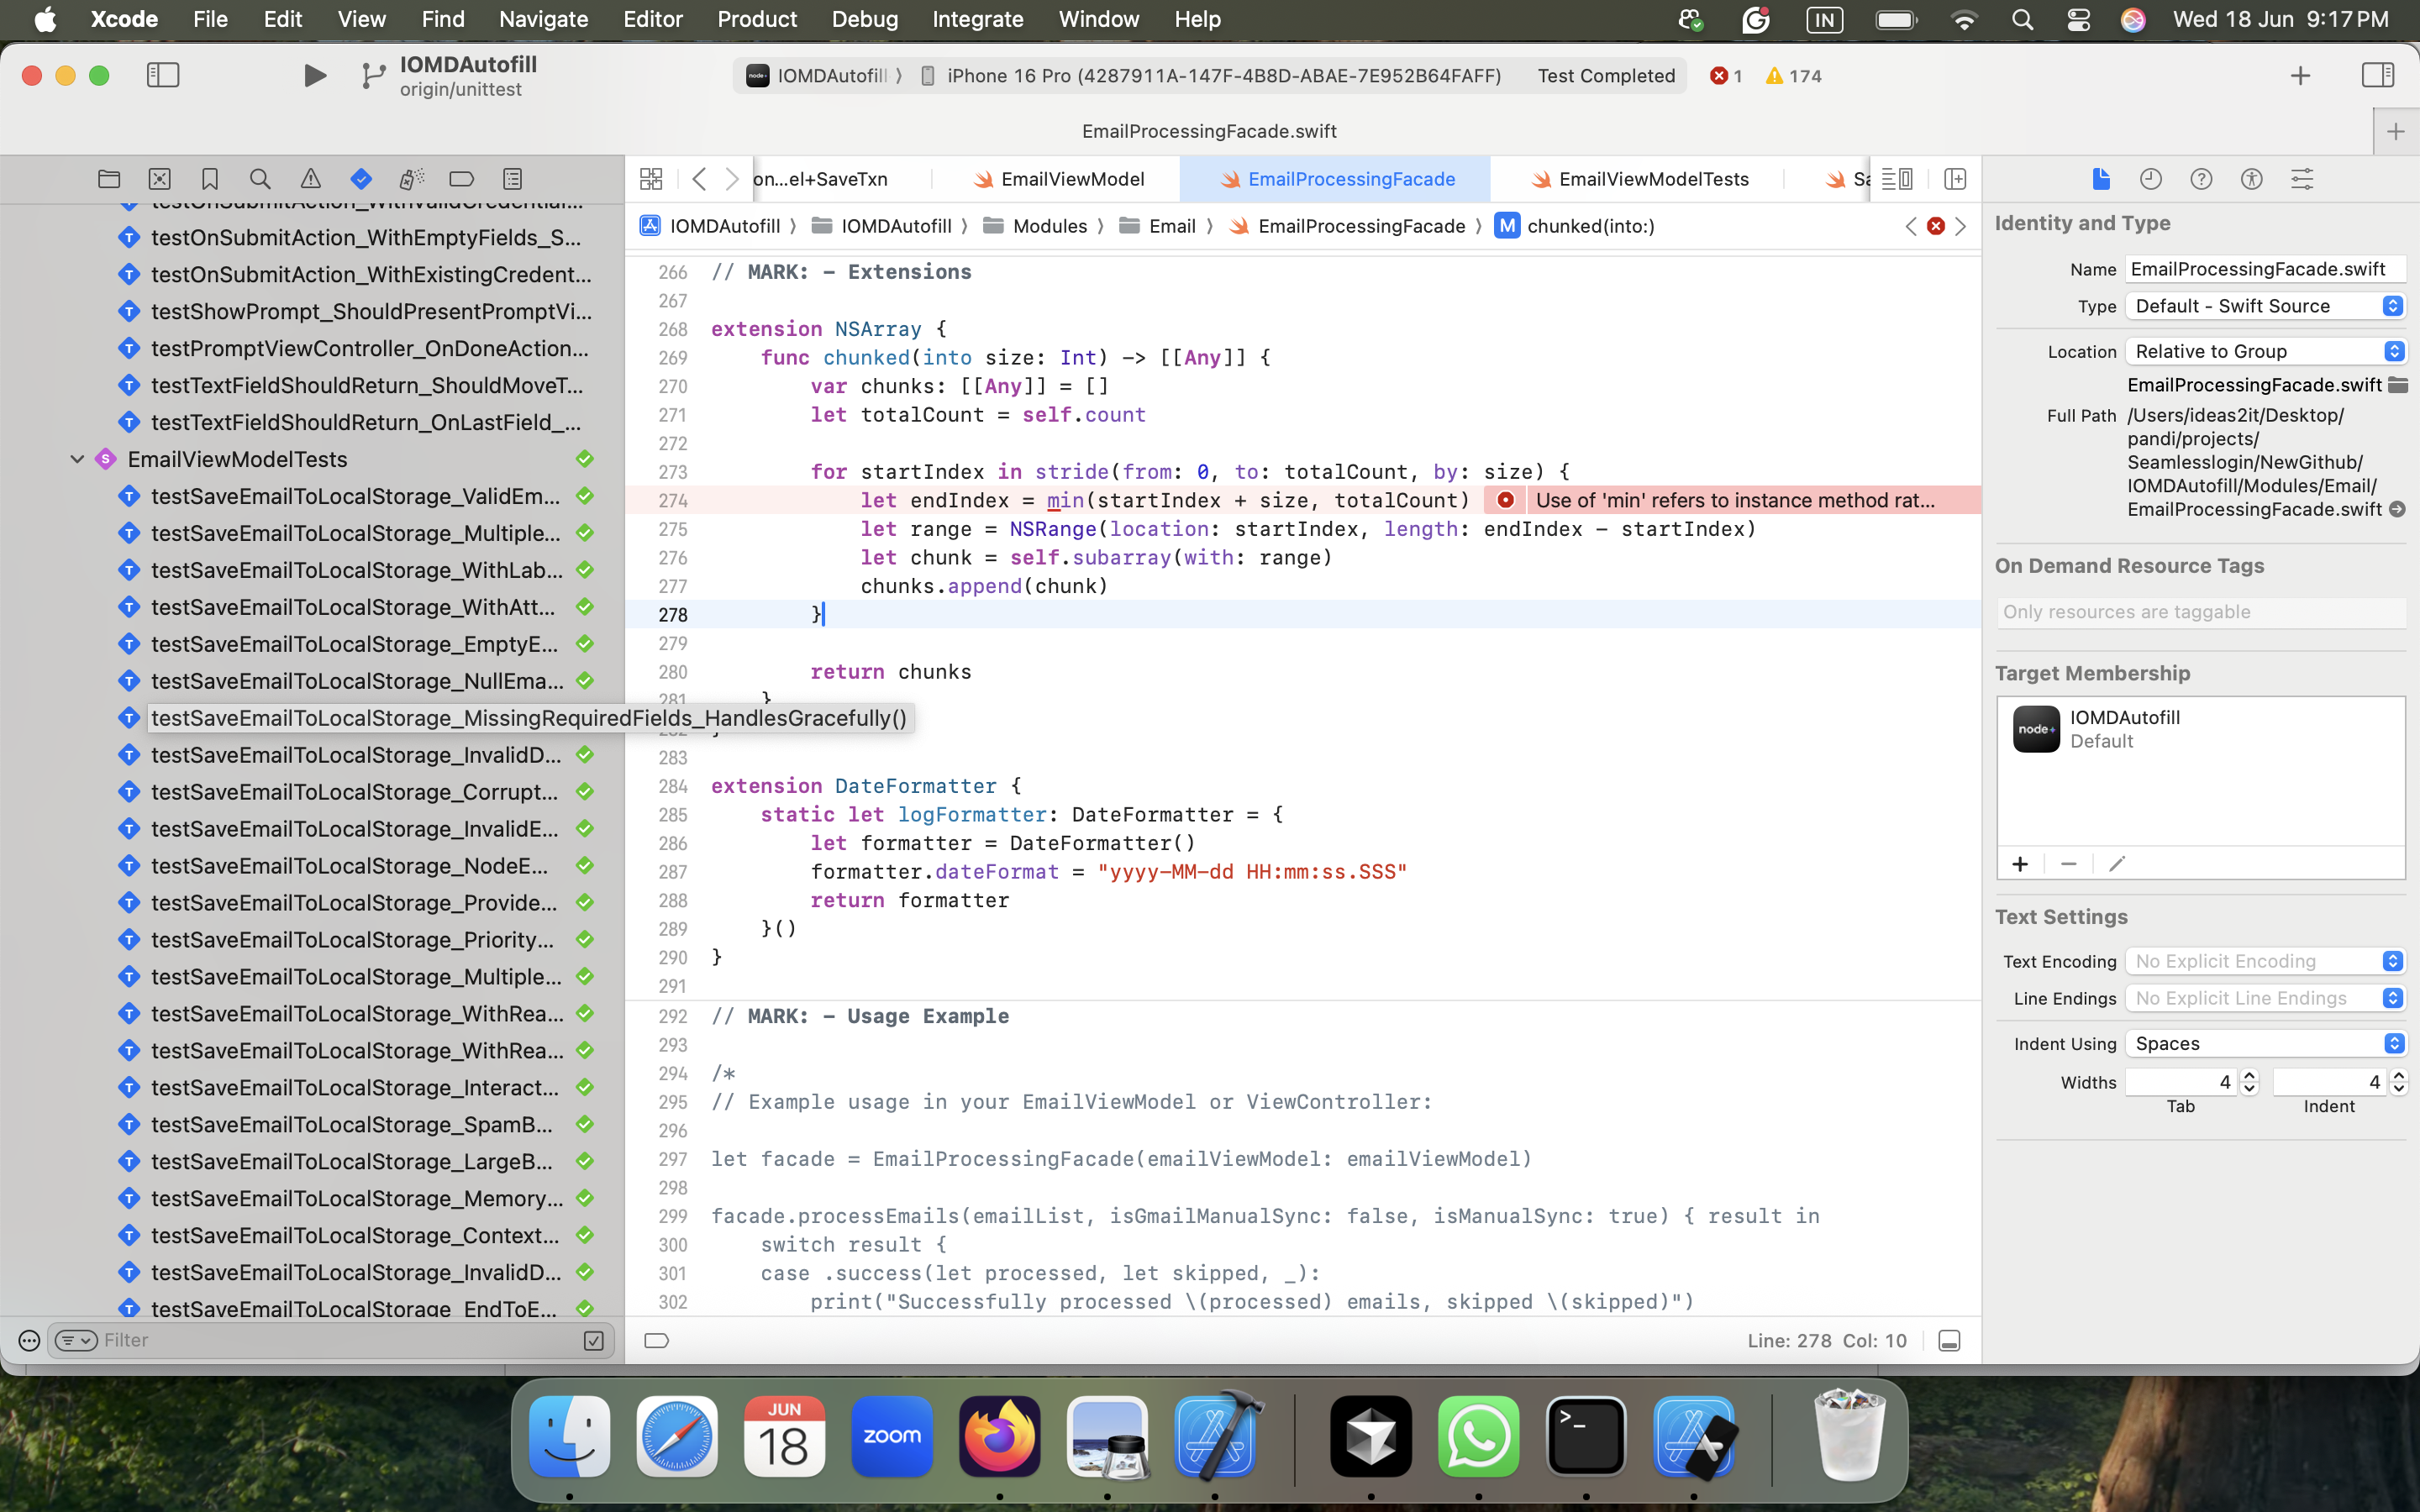 Xcode File Edit View Find Navigate Editor Product Debug Integrate Window Help IN Wed 18 Jun 9:17 PM
IOMDAutofill
origin/unittest
IOMDAutofill iPhone 16 Pro (4287911A-147F-4B8D-ABAE-7E952B64FAFF) Test Completed 1 174
EmailProcessingFacade.swift
on...el+SaveTxn EmailViewModel EmailProcessingFacade EmailViewModelTests Sa
IOMDAutofill IOMDAutofill Modules Email EmailProcessingFacade M chunked(into:)
testOnSubmitAction_WithValidCredential...
testOnSubmitAction_WithEmptyFields_S...
testOnSubmitAction_WithExistingCredent...
testShowPrompt_ShouldPresentPromptVi...
testPromptViewController_OnDoneAction...
testTextFieldShouldReturn_ShouldMoveT...
testTextFieldShouldReturn_OnLastField_...
EmailViewModelTests
testSaveEmailToLocalStorage_ValidEm...
testSaveEmailToLocalStorage_Multiple...
testSaveEmailToLocalStorage_WithLab...
testSaveEmailToLocalStorage_WithAtt...
testSaveEmailToLocalStorage_EmptyE...
testSaveEmailToLocalStorage_NullEma...
testSaveEmailToLocalStorage_MissingRequiredFields_HandlesGracefully()
testSaveEmailToLocalStorage_InvalidD...
testSaveEmailToLocalStorage_Corrupt...
testSaveEmailToLocalStorage_InvalidE...
testSaveEmailToLocalStorage_NodeE...
testSaveEmailToLocalStorage_Provide...
testSaveEmailToLocalStorage_Priority...
testSaveEmailToLocalStorage_Multiple...
testSaveEmailToLocalStorage_WithRea...
testSaveEmailToLocalStorage_WithRea...
testSaveEmailToLocalStorage_Interact...
testSaveEmailToLocalStorage_SpamB...
testSaveEmailToLocalStorage_LargeB...
testSaveEmailToLocalStorage_Memory...
testSaveEmailToLocalStorage_Context...
testSaveEmailToLocalStorage_InvalidD...
testSaveEmailToLocalStorage_EndToE...
Filter
266 // MARK: - Extensions
267
268 extension NSArray {
269 func chunked(into size: Int) -> [[Any]] {
270 var chunks: [[Any]] = []
271 let totalCount = self.count
272
273 for startIndex in stride(from: 0, to: totalCount, by: size) {
274 let endIndex = min(startIndex + size, totalCount) Use of 'min' refers to instance method rat...
275 let range = NSRange(location: startIndex, length: endIndex - startIndex)
276 let chunk = self.subarray(with: range)
277 chunks.append(chunk)
278 }
279
280 return chunks
281 }
282 }
283
284 extension DateFormatter {
285 static let logFormatter: DateFormatter = {
286 let formatter = DateFormatter()
287 formatter.dateFormat = "yyyy-MM-dd HH:mm:ss.SSS"
288 return formatter
289 }()
290 }
291
292 // MARK: - Usage Example
293
294 /*
295 // Example usage in your EmailViewModel or ViewController:
296
297 let facade = EmailProcessingFacade(emailViewModel: emailViewModel)
298
299 facade.processEmails(emailList, isGmailManualSync: false, isManualSync: true) { result in
300 switch result {
301 case .success(let processed, let skipped, _):
302 print("Successfully processed \(processed) emails, skipped \(skipped)")
Line: 278 Col: 10
Identity and Type
Name EmailProcessingFacade.swift
Type Default - Swift Source
Location Relative to Group
EmailProcessingFacade.swift
Full Path /Users/ideas2it/Desktop/
pandi/projects/
Seamlesslogin/NewGithub/
IOMDAutofill/Modules/Email/
EmailProcessingFacade.swift
On Demand Resource Tags
Only resources are taggable
Target Membership
node+ IOMDAutofill
Default
Text Settings
Text Encoding No Explicit Encoding
Line Endings No Explicit Line Endings
Indent Using Spaces
Widths 4 4
Tab Indent
JUN
18
zoom